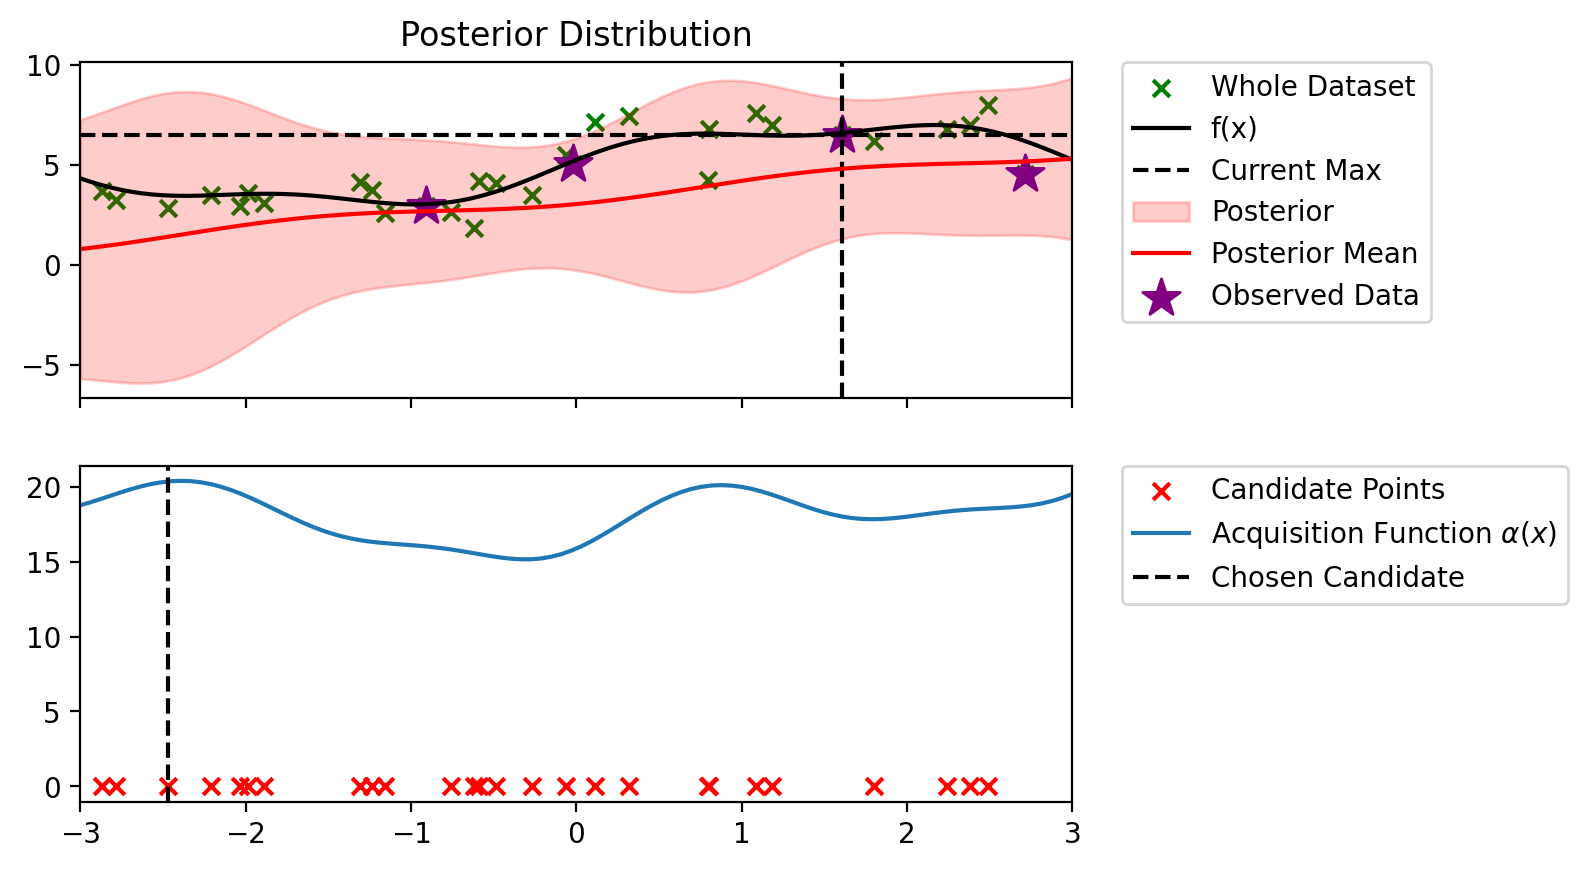 Posterior Distribution
10
5
0
−5
Whole Dataset
f(x)
Current Max
Posterior
Posterior Mean
Observed Data
20
15
10
5
0
−3 −2 −1 0 1 2 3
Candidate Points
Acquisition Function α(x)
Chosen Candidate